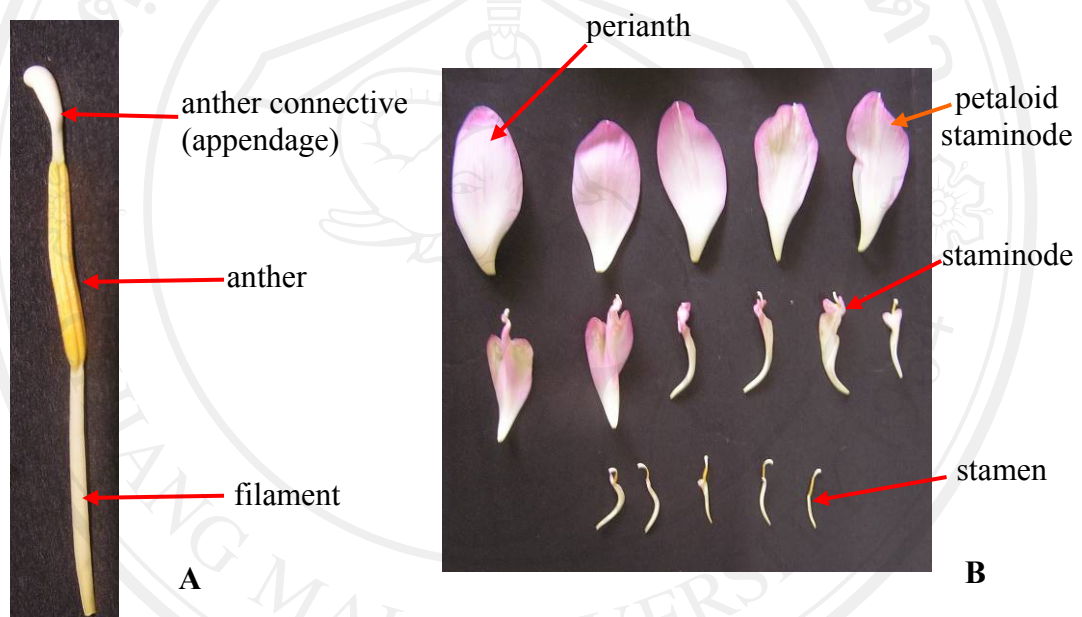 perianth
anther connective
(appendage)
petaloid
staminode
staminode
anther
stamen
filament
A
B